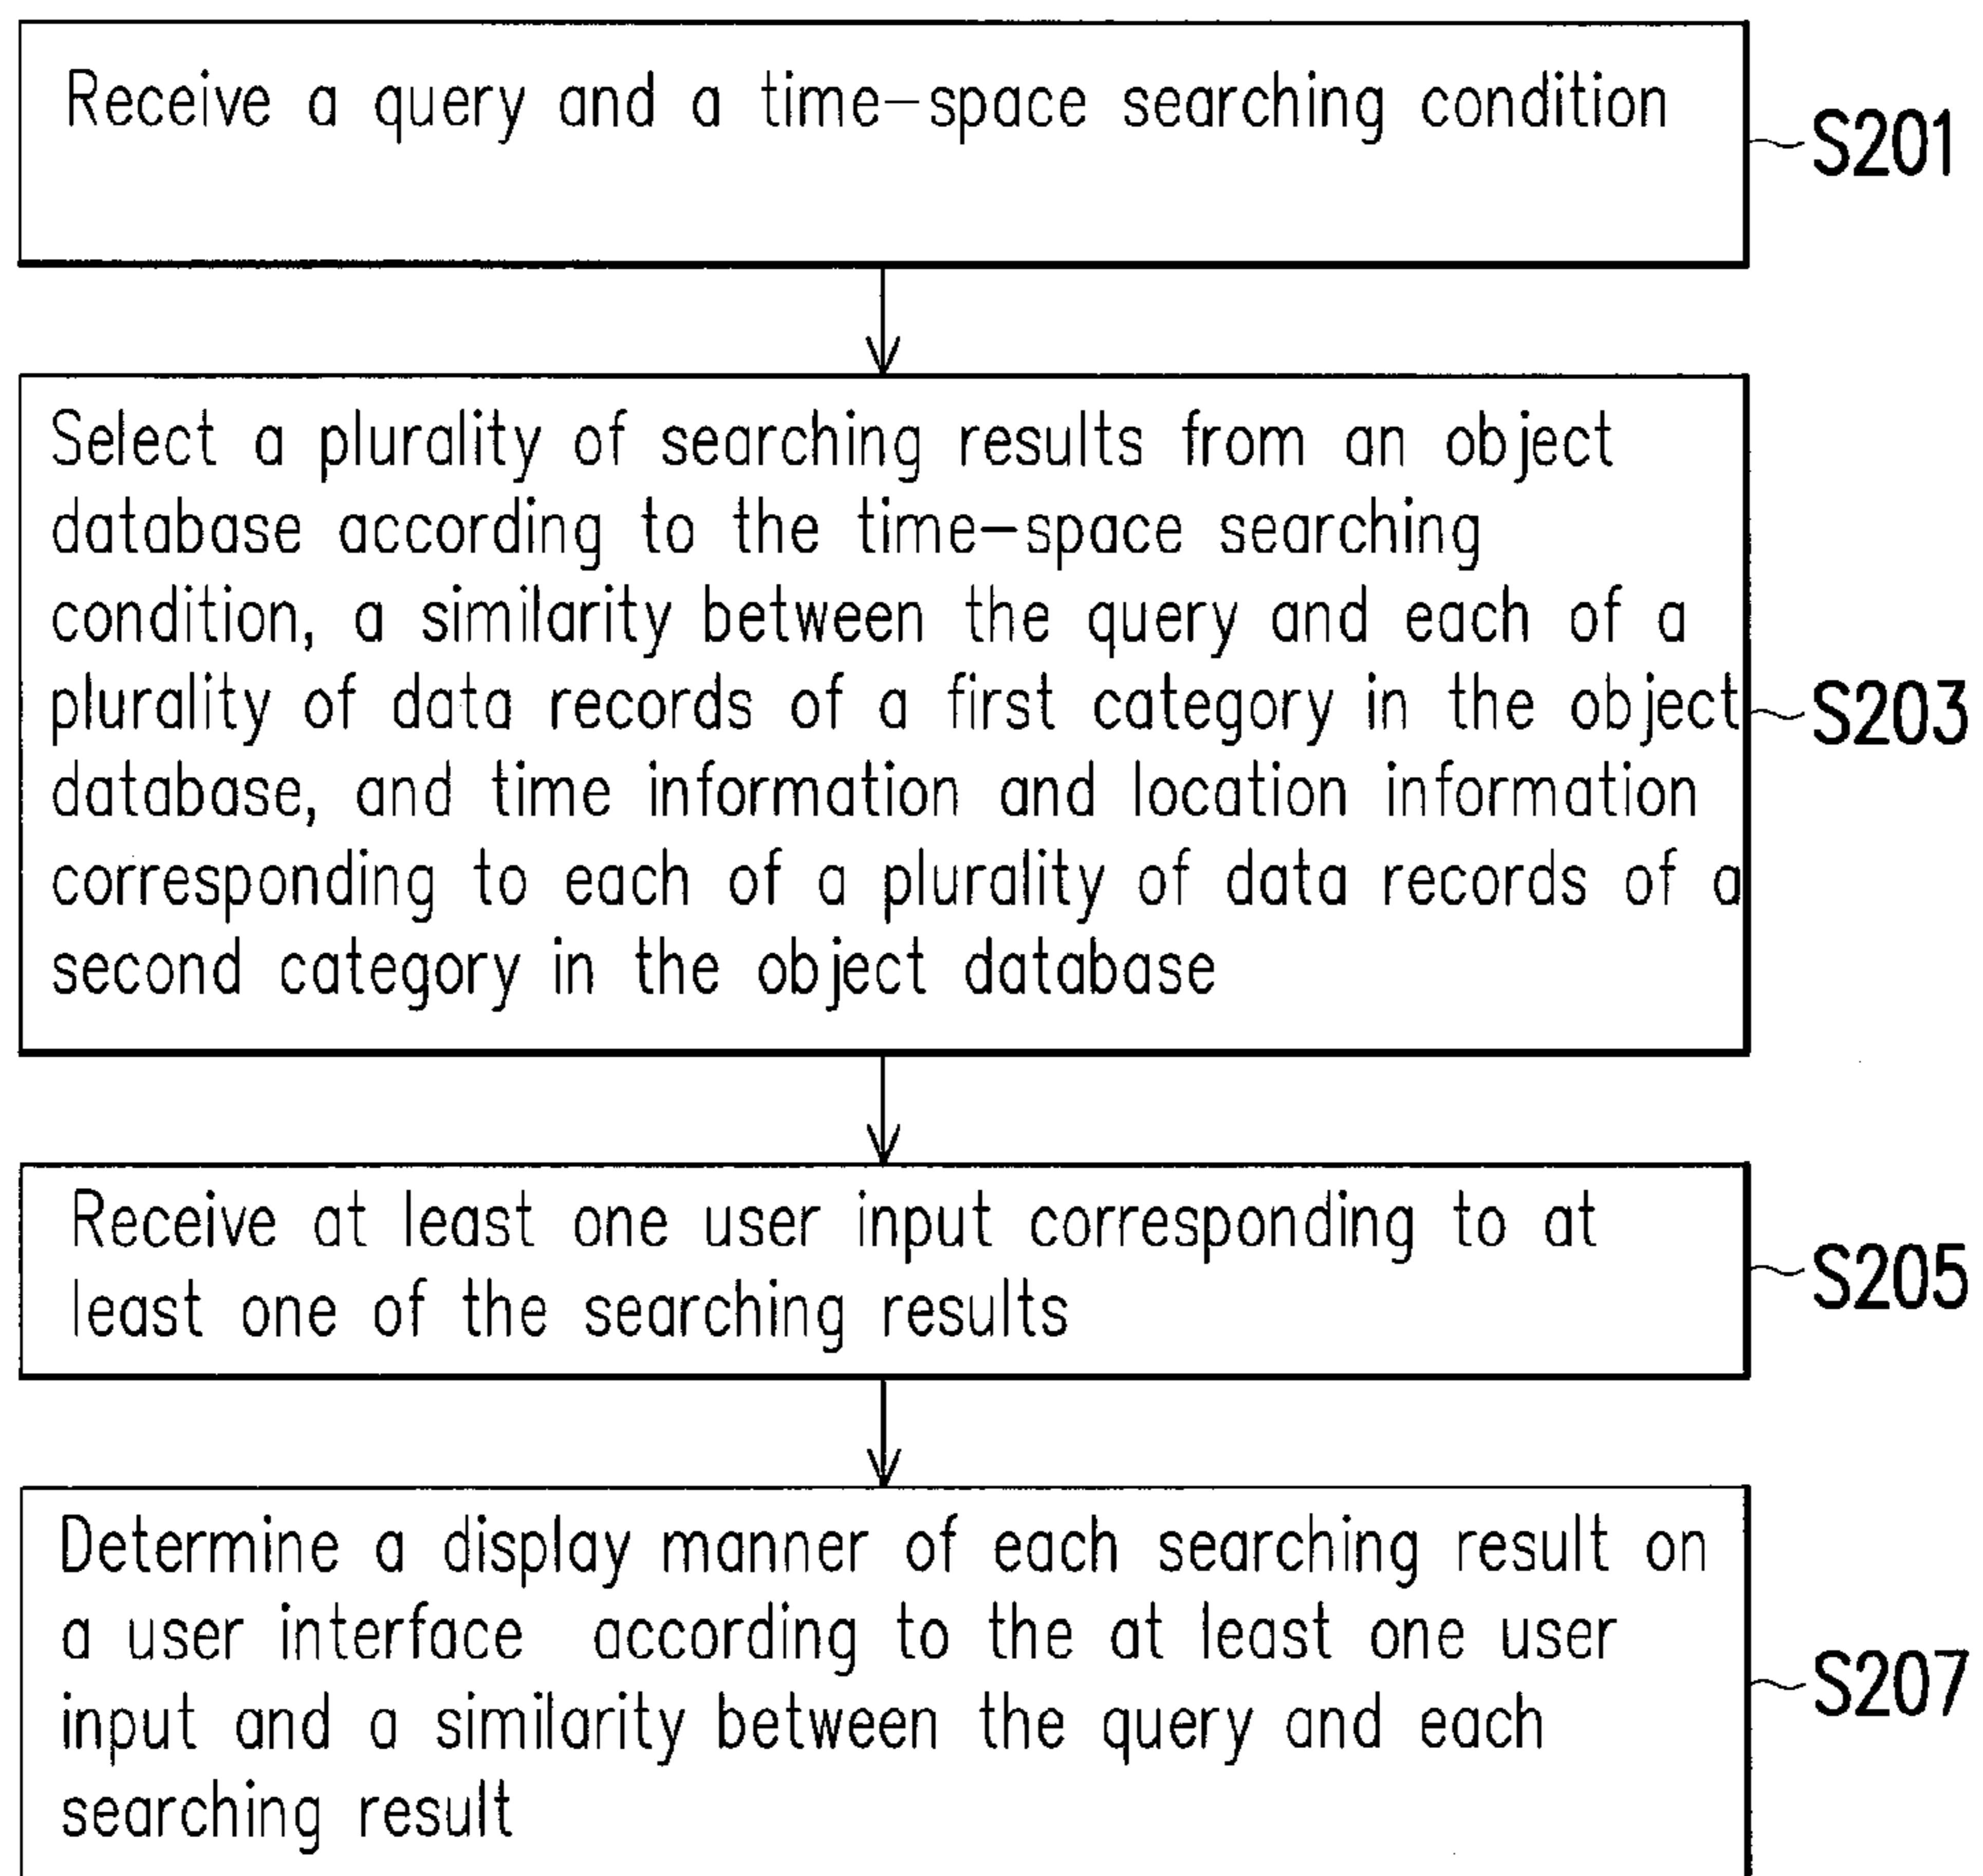 Receive a query and a time-space searching condition
S201
Select a plurality of searching results from an object
database according to the time-space searching
condition, a similarity between the query and each of a
plurality of data records of a first category in the object
database, and time information and location information
corresponding to each of a plurality of data records of a
second category in the object database
S203
Receive at least one user input corresponding to at
least one of the searching results
S205
Determine a display manner of each searching result on
a user interface according to the at least one user
input and a similarity between the query and each
searching result
S207